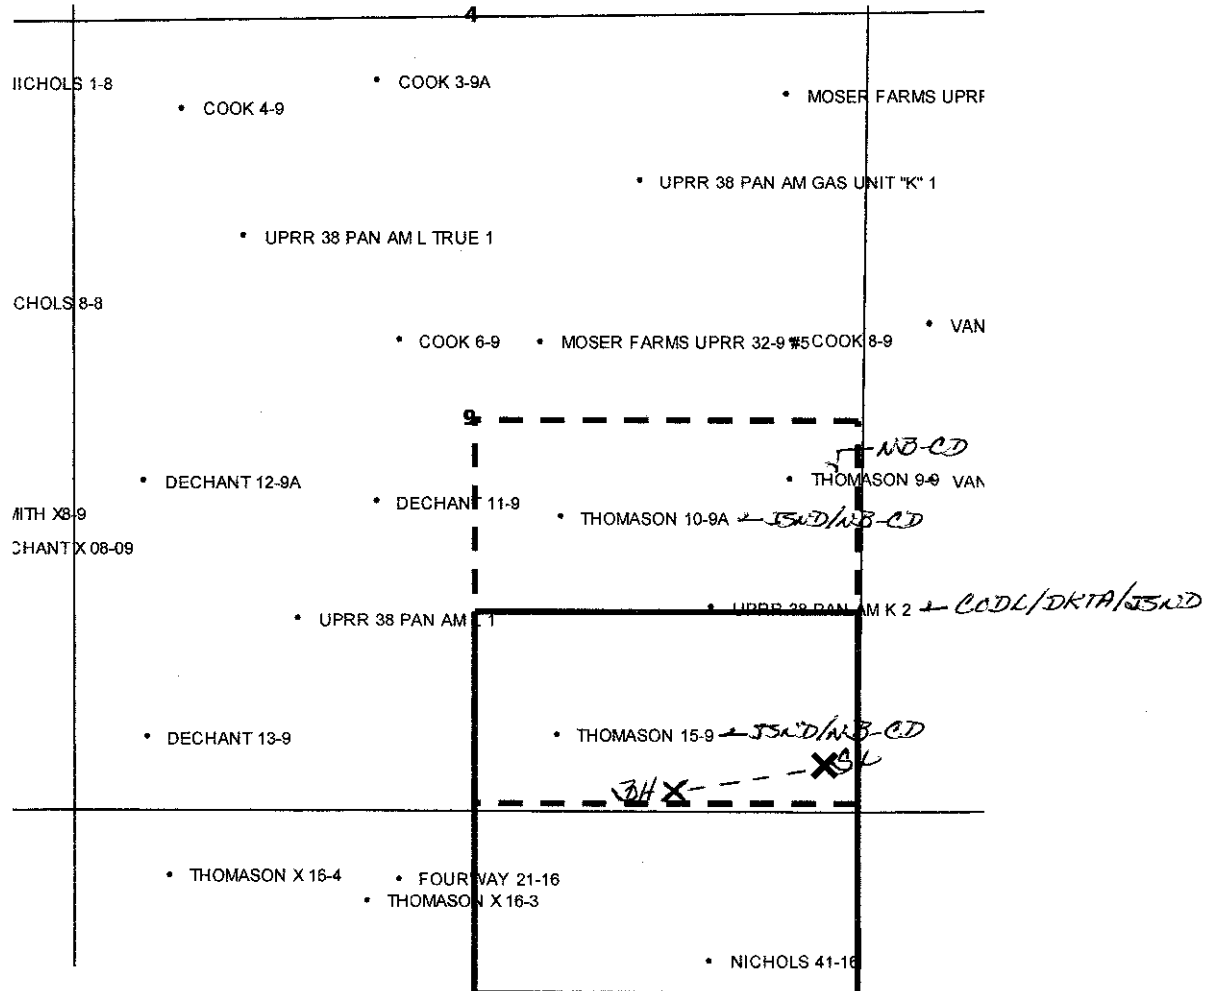 4
IICHOLS 1-8
COOK 3-9A
COOK 4-9
MOSER FARMS UPRF
UPRR 38 PAN AM GAS UNIT "K" 1
UPRR 38 PAN AM L TRUE 1
CHOLS 8-8
VAN
COOK 6-9
MOSER FARMS UPRR 32-9 #5 COOK 8-9
9
NB-CD
DECHANT 12-9A
THOMASON 9-9 VAN
DECHANT 11-9
MITH X8-9
THOMASON 10-9A JSND/NB-CD
CHANT X 08-09
UPRR 38 PAN AM K 2 CODL/DKTA/JSND
UPRR 38 PAN AM L 1
THOMASON 15-9 JSND/NB-CD
DECHANT 13-9
SL
BH
THOMASON X 16-4
FOURWAY 21-16
THOMASON X 16-3
NICHOLS 41-16